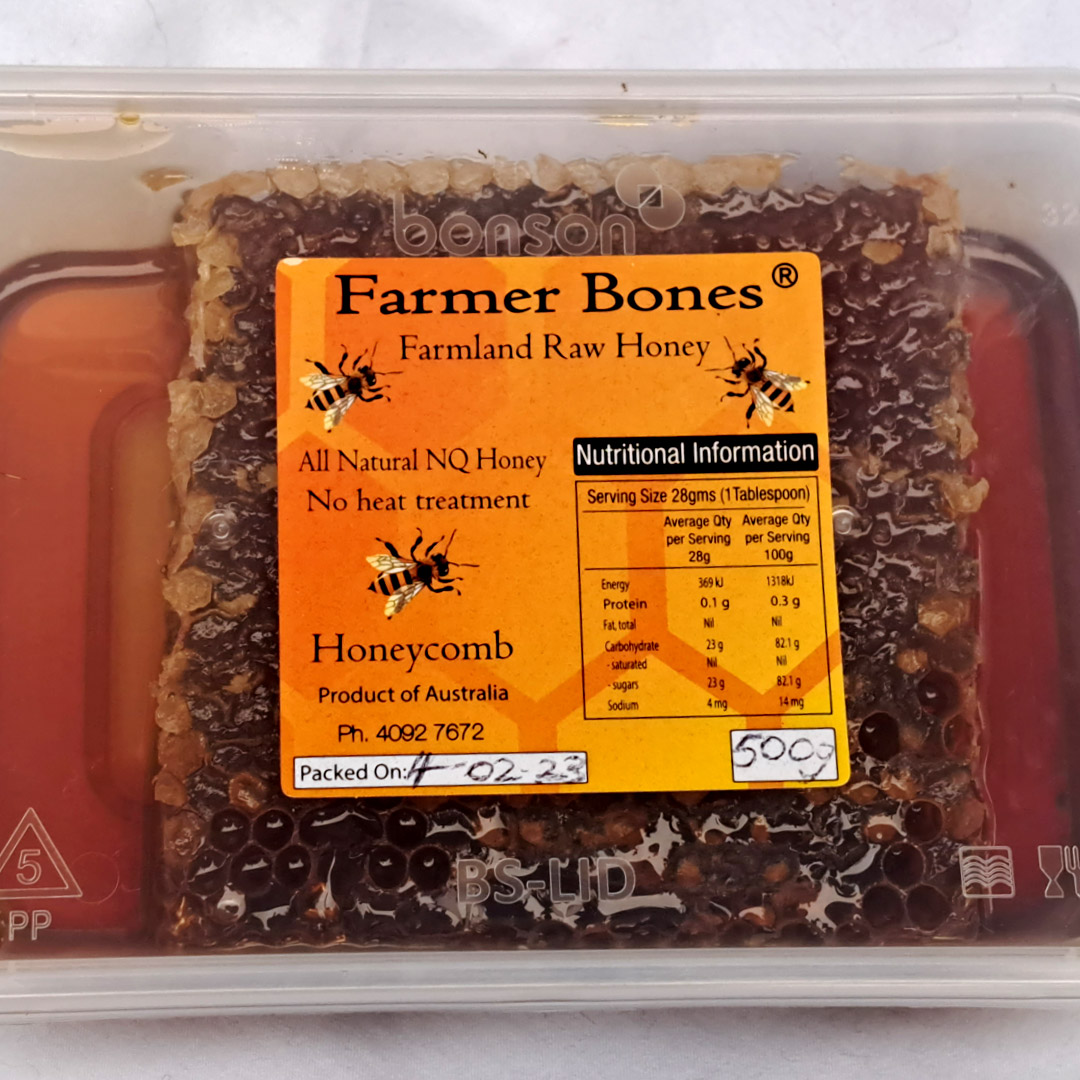 bonson
Farmer Bones®
Farmland Raw Honey
All Natural NQ Honey
No heat treatment
Honeycomb
Product of Australia
Ph. 4092 7672
Packed On: 4-02-23
Nutritional Information
Serving Size 28gms (1Tablespoon)
Average Qty Average Qty
per Serving per Serving
28g 100g
Energy 369 kJ 1318kJ
Protein 0.1 g 0.3 g
Fat, total Nil Nil
Carbohydrate 23 g 82.1 g
- saturated Nil Nil
- sugars 23 g 82.1 g
Sodium 4 mg 14 mg
500g
BS-LID
5
PP